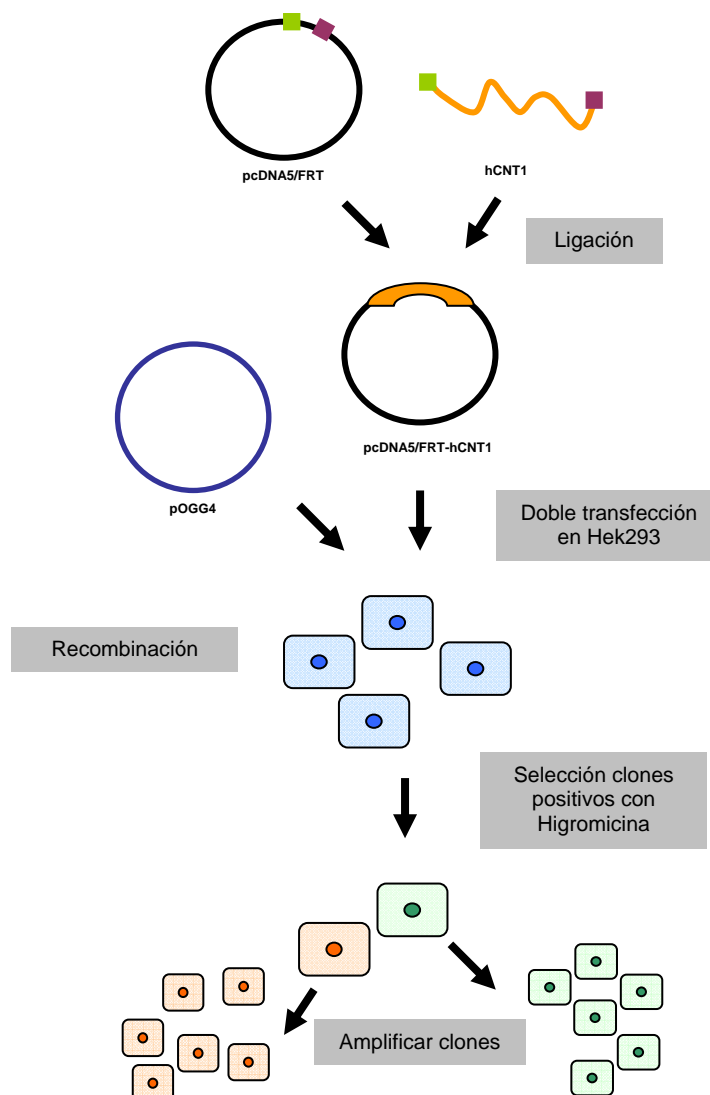 pcDNA5/FRT
hCNT1
Ligación
pcDNA5/FRT-hCNT1
pOGG4
Doble transfección
en Hek293
Recombinación
Selección clones
positivos con
Higromicina
Amplificar clones